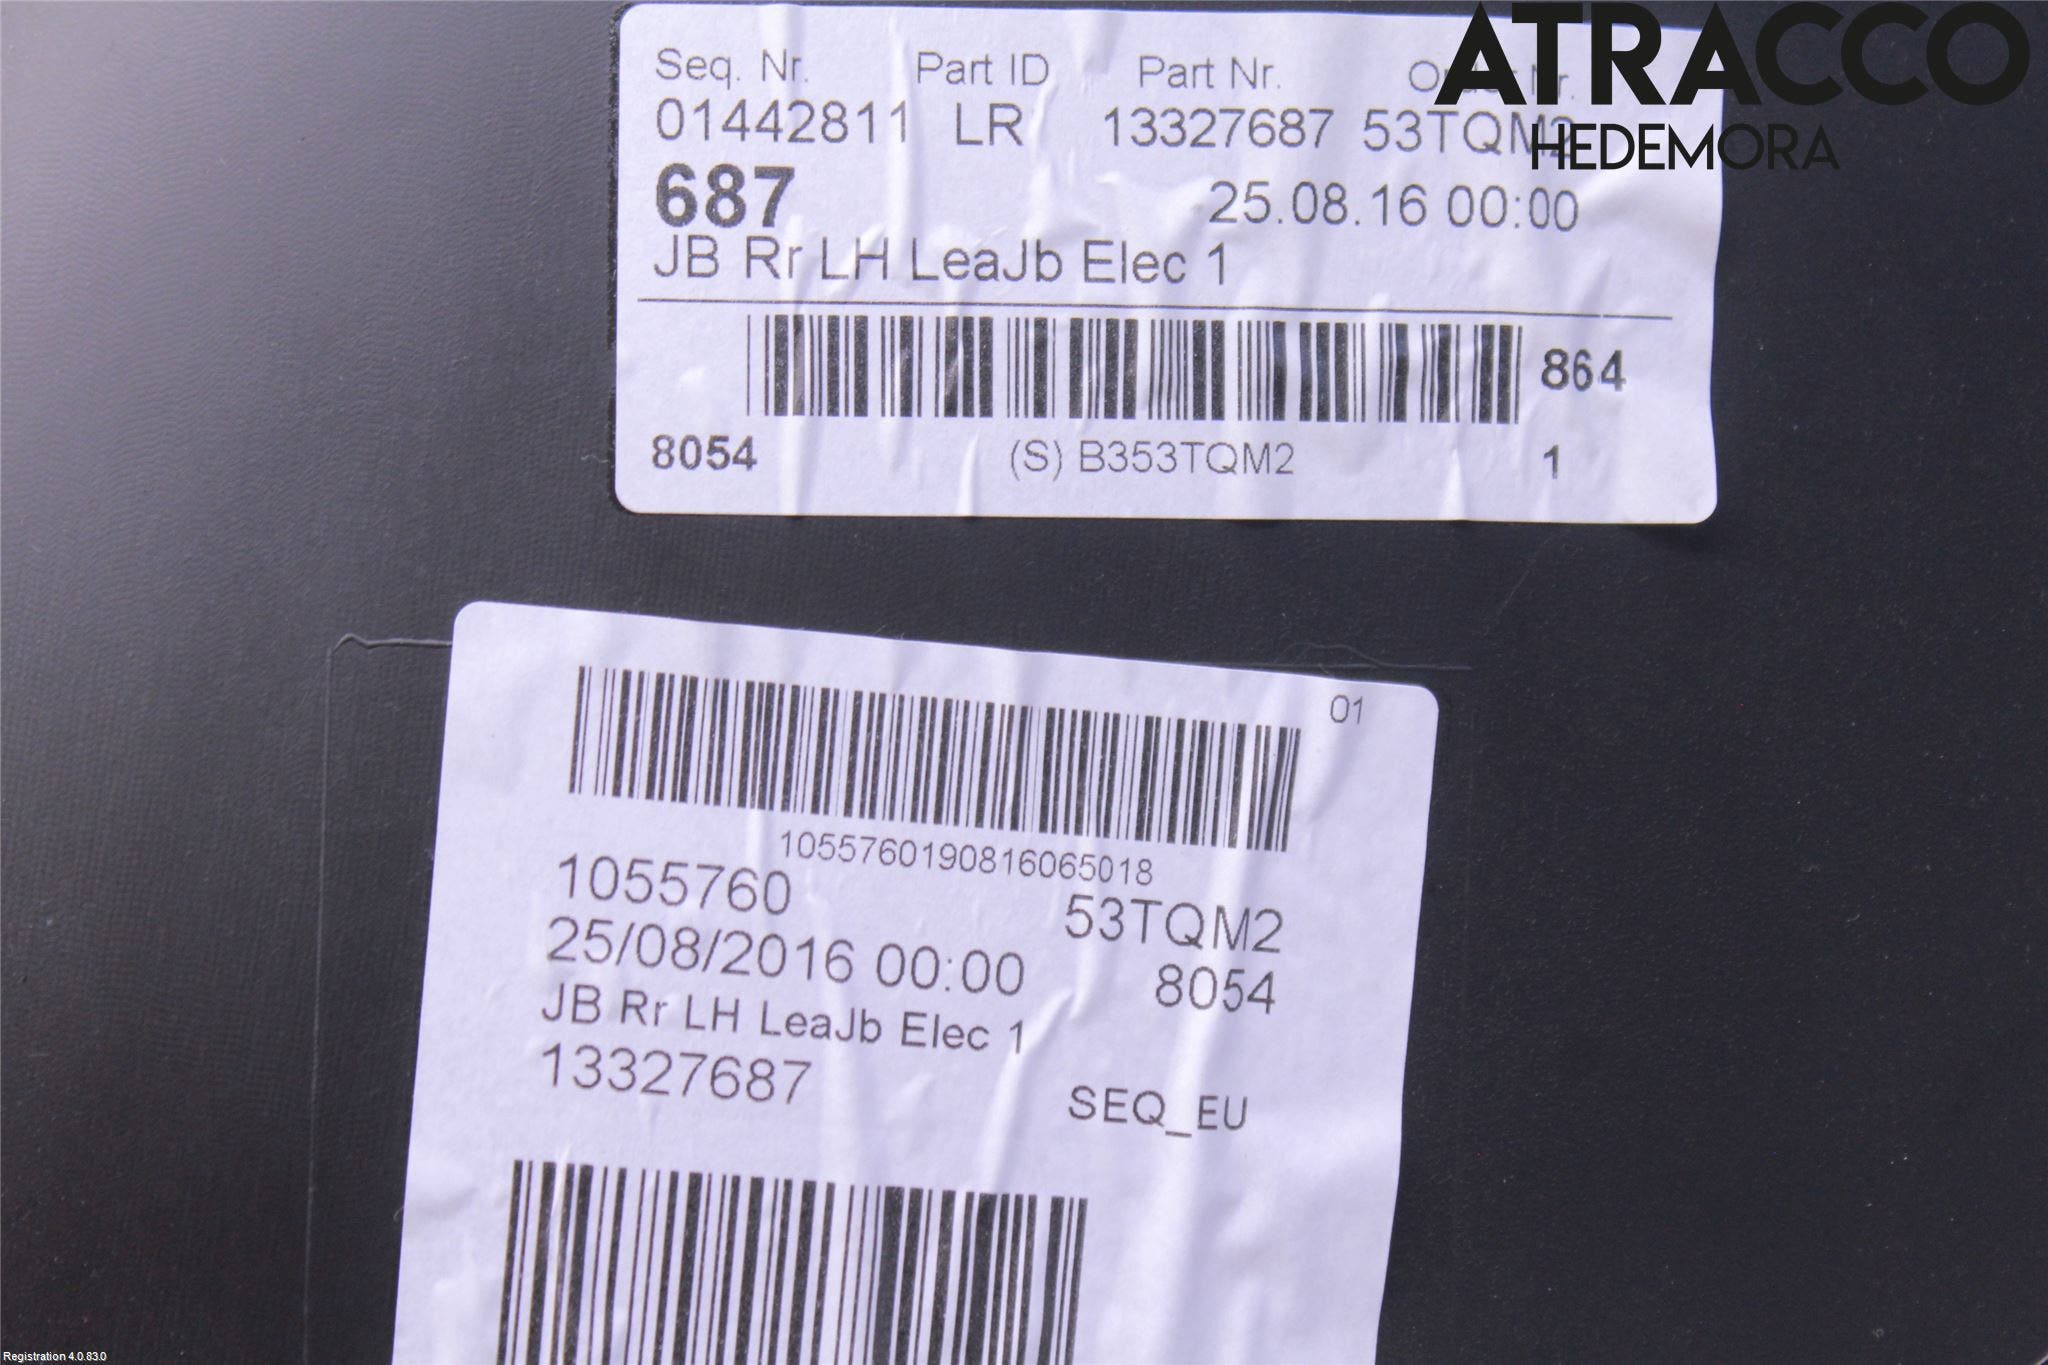 ATRACCO
HEDEMORA
Seq. Nr. Part ID Part Nr. Order Nr.
01442811 LR 13327687 53TQM2
687 25.08.16 00:00
JB Rr LH LeaJb Elec 1
864
8054 (S) B353TQM2 1
01
1055760190816065018
1055760 53TQM2
25/08/2016 00:00 8054
JB Rr LH LeaJb Elec 1
13327687 SEQ_EU
Registration 4.0.83.0